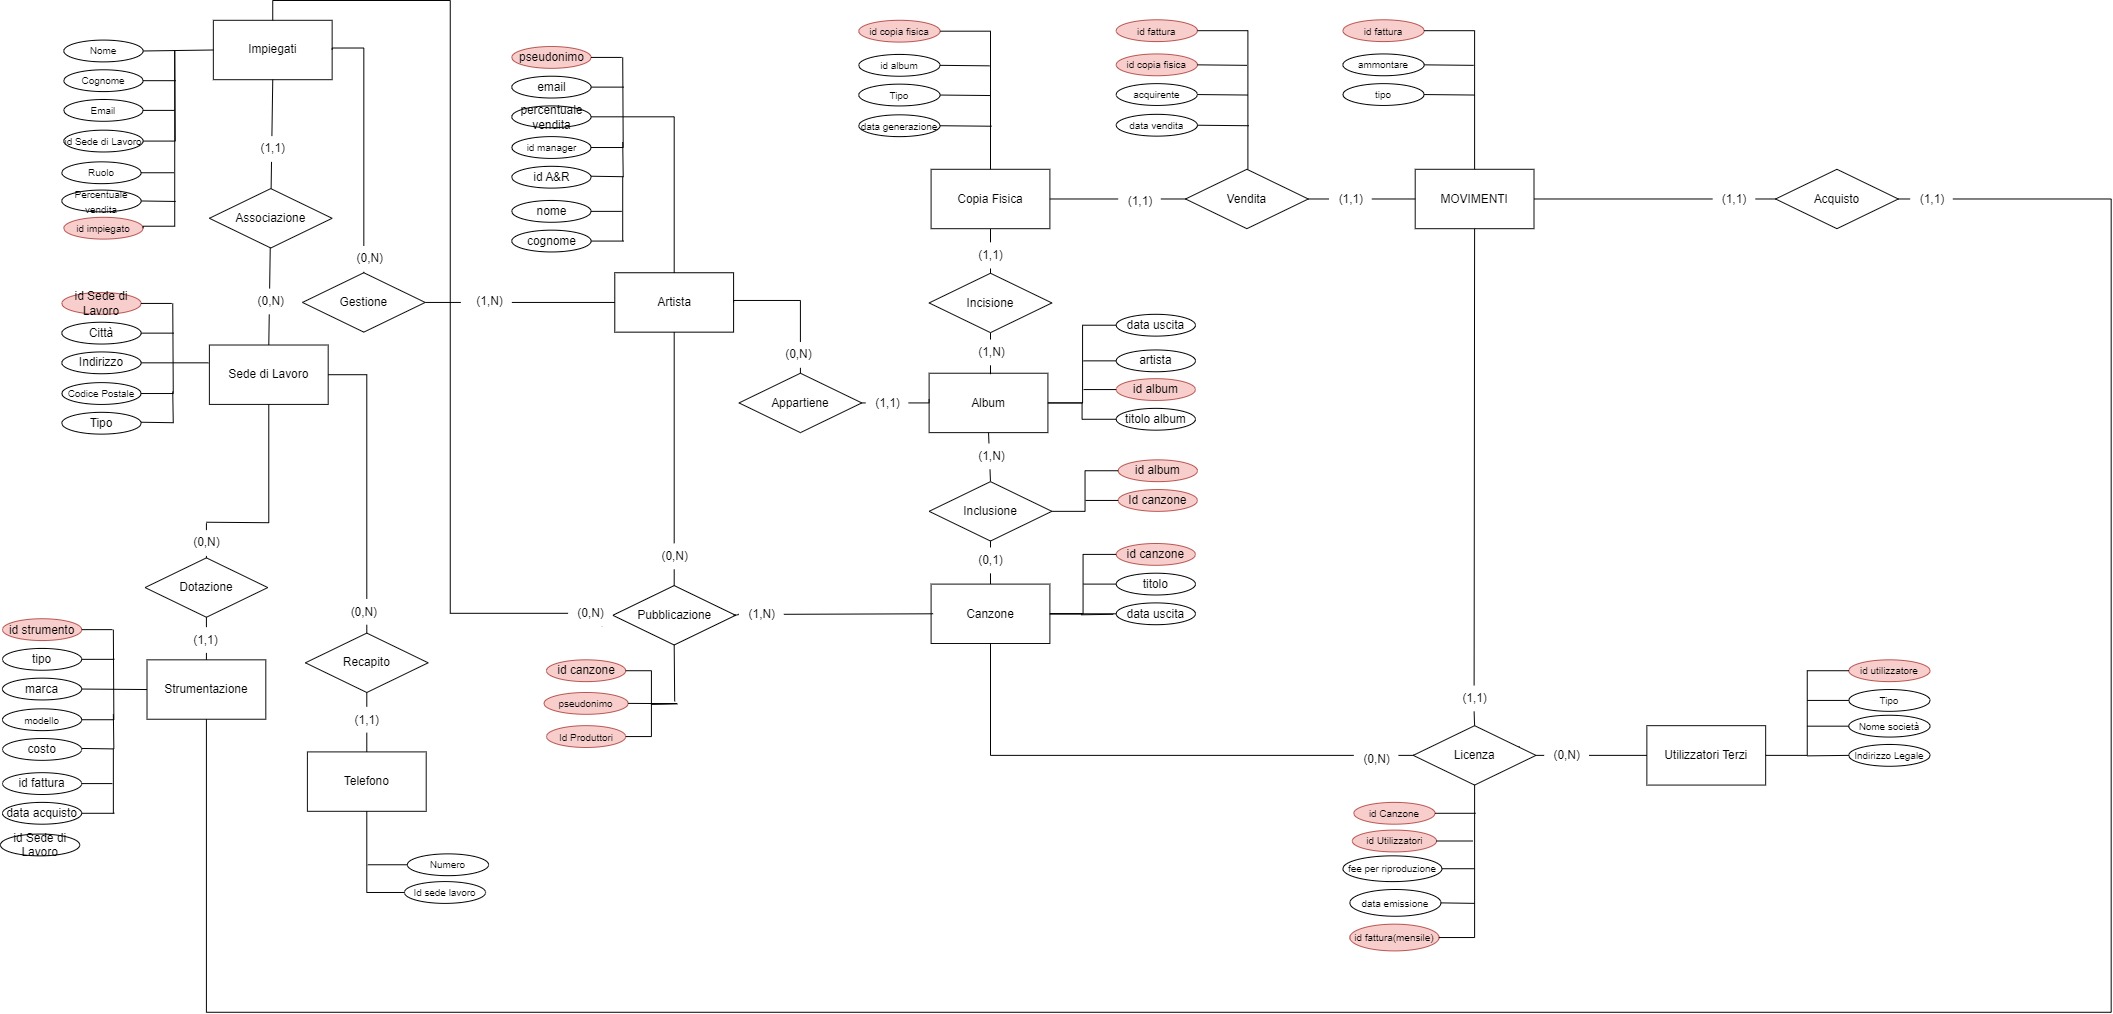 Impiegati
Nome
Cognome
Email
id Sede di Lavoro
Ruolo
Percentuale
vendita
id impiegato
(1,1)
Associazione
(0,N)
(0,N)
Gestione
(1,N)
id Sede di
Lavoro
Città
Indirizzo
Codice Postale
Tipo
Sede di Lavoro
(0,N)
Dotazione
(1,1)
Strumentazione
id strumento
tipo
marca
modello
costo
id fattura
data acquisto
id Sede di
Lavoro
(0,N)
Recapito
(1,1)
Telefono
Numero
Id sede lavoro
pseudonimo
email
percentuale
vendita
id manager
id A&R
nome
cognome
Artista
(0,N)
Appartiene
(1,1)
(0,N)
(0,N)
Pubblicazione
(1,N)
id canzone
pseudonimo
Id Produttori
id copia fisica
id album
Tipo
data generazione
Copia Fisica
(1,1)
Incisione
(1,N)
Album
data uscita
artista
id album
titolo album
(1,N)
Inclusione
id album
Id canzone
(0,1)
Canzone
id canzone
titolo
data uscita
id fattura
id copia fisica
acquirente
data vendita
(1,1)
Vendita
(1,1)
id fattura
ammontare
tipo
MOVIMENTI
(1,1)
Acquisto
(1,1)
(1,1)
(0,N)
Licenza
(0,N)
Utilizzatori Terzi
id utilizzatore
Tipo
Nome società
Indirizzo Legale
id Canzone
id Utilizzatori
fee per riproduzione
data emissione
id fattura(mensile)